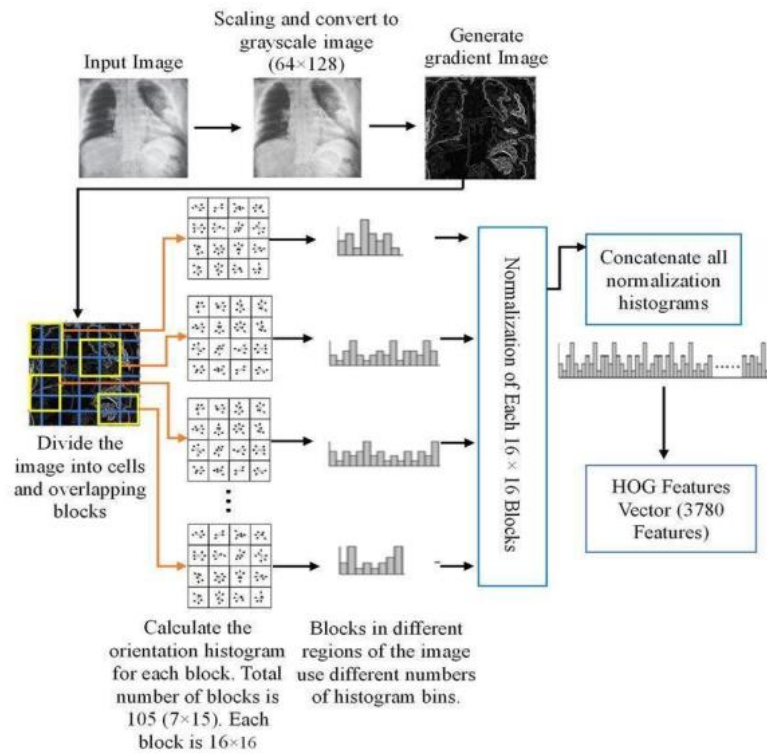 Input Image
Scaling and convert to
grayscale image
(64×128)
Generate
gradient Image
Divide the
image into cells
and overlapping
blocks
Calculate the
orientation histogram
for each block. Total
number of blocks is
105 (7×15). Each
block is 16×16
Blocks in different
regions of the image
use different numbers
of histogram bins.
Normalization of Each 16 × 16 Blocks
Concatenate all
normalization
histograms
HOG Features
Vector (3780
Features)